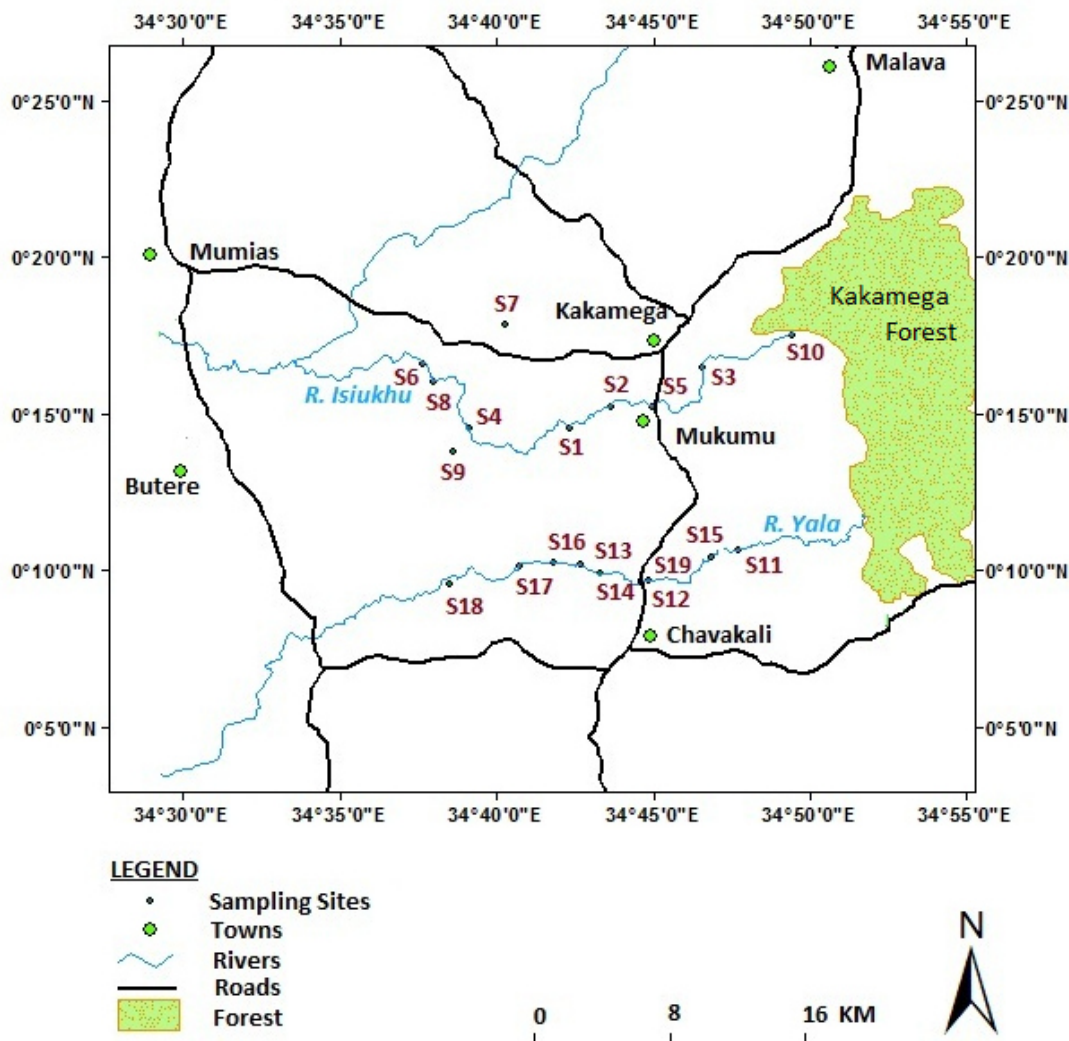 34°30'0"E 34°35'0"E 34°40'0"E 34°45'0"E 34°50'0"E 34°55'0"E
Malava
0°25'0"N 0°25'0"N
Mumias
0°20'0"N 0°20'0"N
Kakamega
Forest
S7
Kakamega
S10
S6
S2
S5
S3
R. Isiukhu
S8
S4
0°15'0"N 0°15'0"N
S1
Mukumu
S9
Butere
R. Yala
S16
S13
S15
S19
S11
0°10'0"N 0°10'0"N
S17
S14
S12
S18
Chavakali
0°5'0"N 0°5'0"N
34°30'0"E 34°35'0"E 34°40'0"E 34°45'0"E 34°50'0"E 34°55'0"E
LEGEND
Sampling Sites
Towns
Rivers
Roads
Forest
N
0 8 16 KM